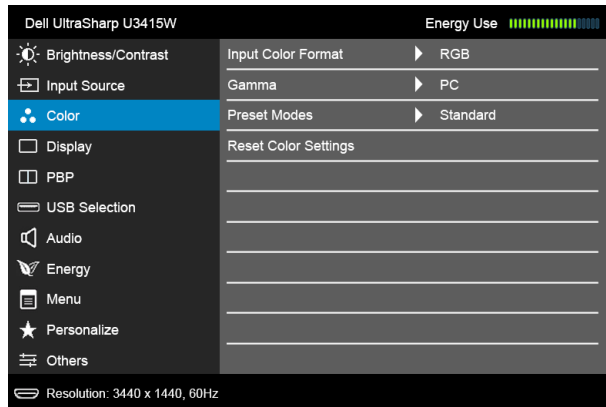 Dell UltraSharp U3415W Energy Use
Brightness/Contrast Input Color Format RGB
Input Source Gamma PC
Color Preset Modes Standard
Display Reset Color Settings
PBP
USB Selection
Audio
Energy
Menu
Personalize
Others
Resolution: 3440 x 1440, 60Hz